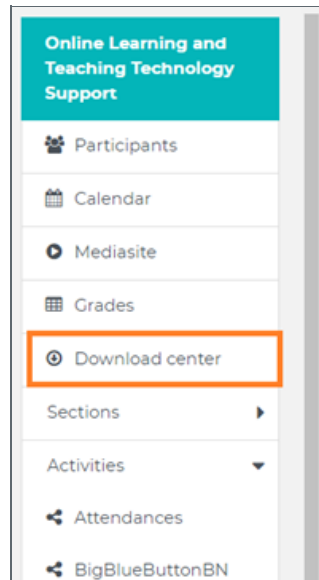 Online Learning and
Teaching Technology
Support
Participants
Calendar
Mediasite
Grades
Download center
Sections
Activities
Attendances
BigBlueButtonBN